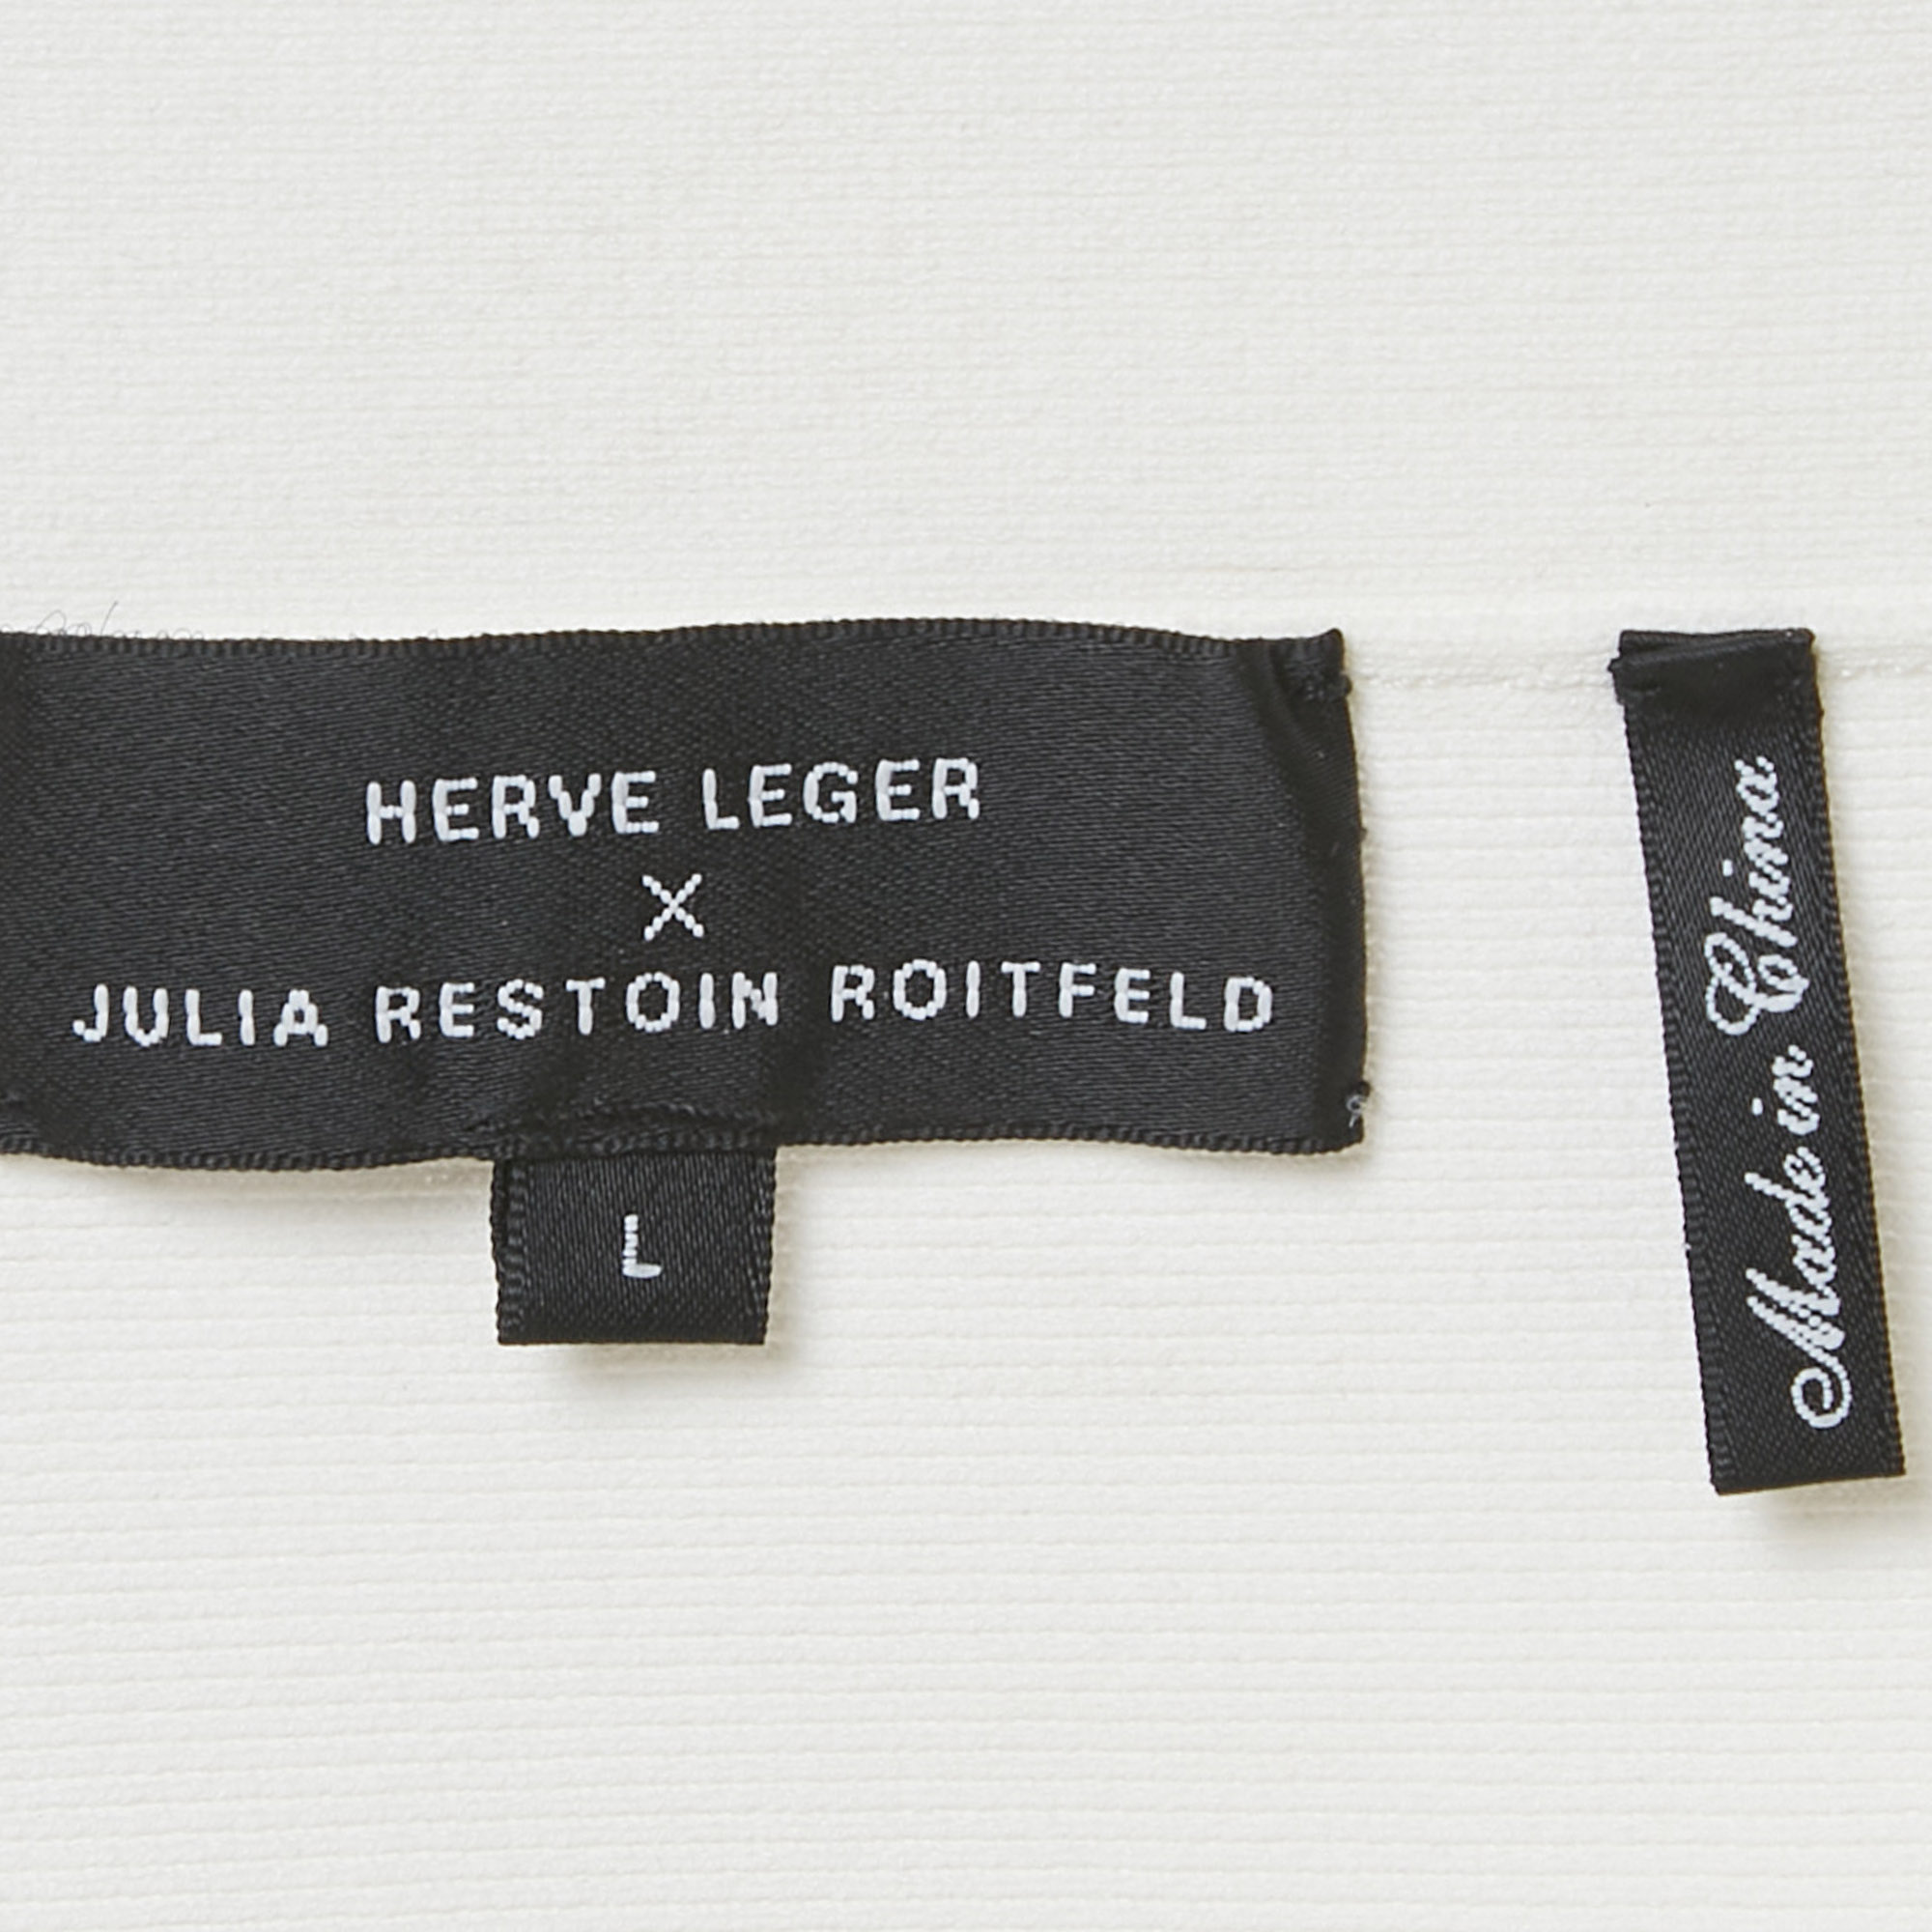 HERVE LEGER
X
JULIA RESTOIN ROITFELD
L
Made in China